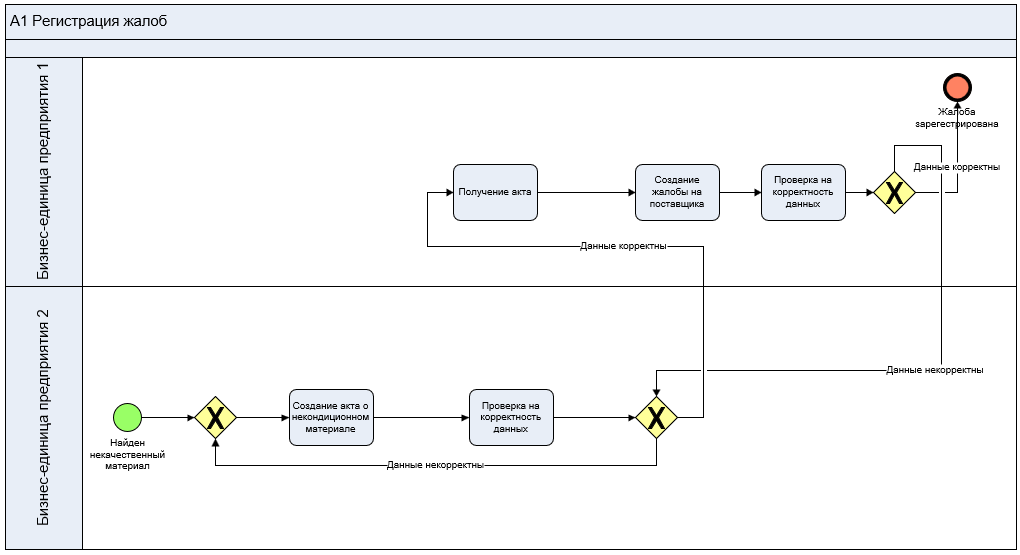 А1 Регистрация жалоб
Бизнес-единица предприятия 1
Жалоба
зарегестрирована
Данные корректны
Получение акта
Создание
жалобы на
поставщика
Проверка на
корректность
данных
X
Данные корректны
Бизнес-единица предприятия 2
Данные некорректны
Найден
некачественный
материал
X
Создание акта о
некондиционном
материале
Проверка на
корректность
данных
X
Данные некорректны